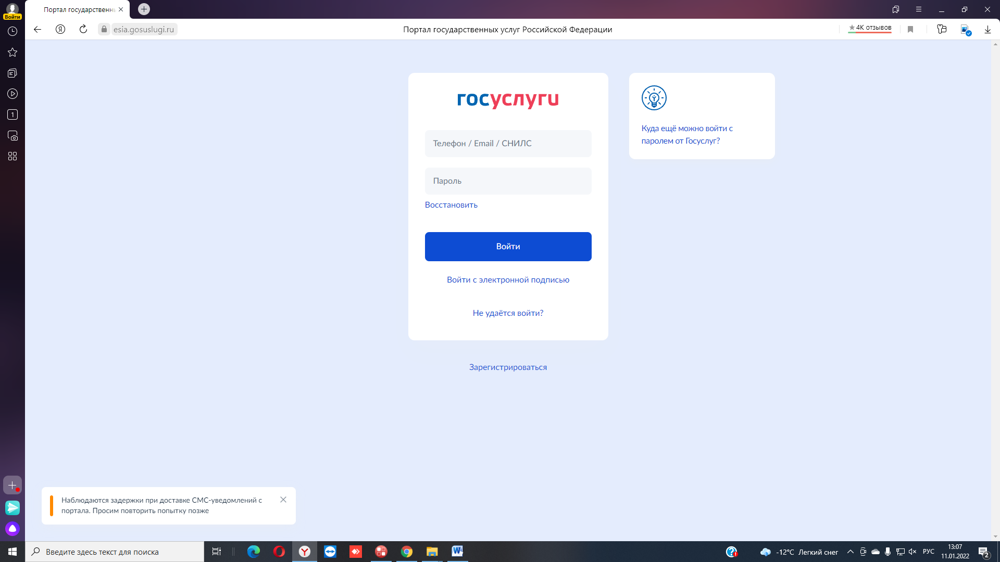 Портал государственн
Войти
esia.gosuslugi.ru
Портал государственных услуг Российской Федерации
4К отзывов
1
госуслуги
Телефон / Email / СНИЛС
Пароль
Восстановить
Войти
Войти с электронной подписью
Не удаётся войти?
Зарегистрироваться
Куда ещё можно войти с
паролем от Госуслуг?
Наблюдаются задержки при доставке СМС-уведомлений с
портала. Просим повторить попытку позже
Введите здесь текст для поиска
-12°C Легкий снег
РУС
13:07
11.01.2022
2